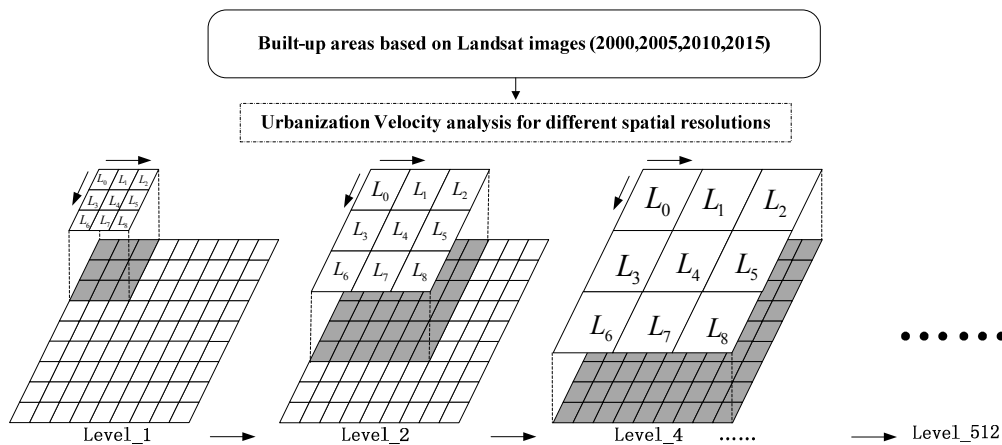 Built-up areas based on Landsat images (2000,2005,2010,2015)
Urbanization Velocity analysis for different spatial resolutions
L0 L1 L2
L3 L4 L5
L6 L7 L8
L0 L1 L2
L3 L4 L5
L6 L7 L8
L0 L1 L2
L3 L4 L5
L6 L7 L8
Level_1 Level_2 Level_4 ...... Level_512